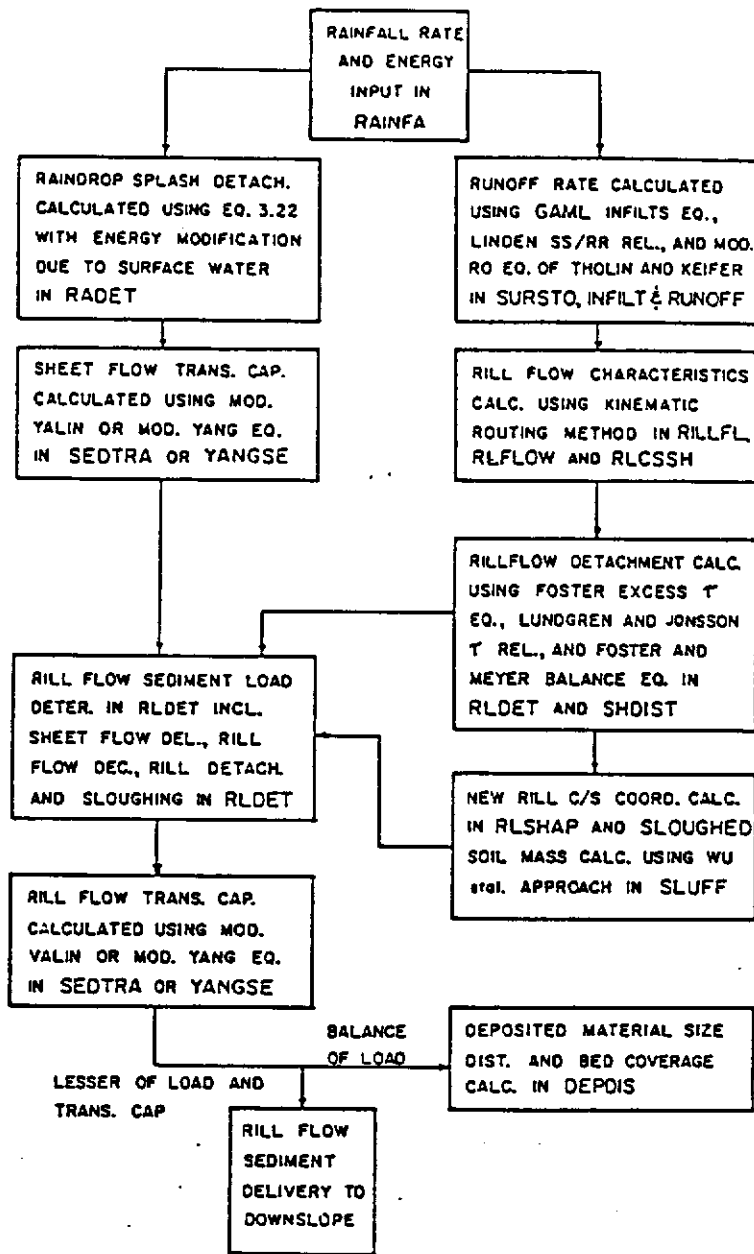 RAINFALL RATE
AND ENERGY
INPUT IN
RAINFA
RAINDROP SPLASH DETACH.
CALCULATED USING EQ. 3.22
WITH ENERGY MODIFICATION
DUE TO SURFACE WATER
IN RADET
RUNOFF RATE CALCULATED
USING GAML INFILTS EQ.,
LINDEN SS/RR REL., AND MOD.
RO EQ. OF THOLIN AND KEIFER
IN SURSTO, INFILT & RUNOFF
SHEET FLOW TRANS. CAP.
CALCULATED USING MOD.
YALIN OR MOD. YANG EQ.
IN SEDTRA OR YANGSE
RILL FLOW CHARACTERISTICS
CALC. USING KINEMATIC
ROUTING METHOD IN RILLFL,
RLFLOW AND RLCSSH
RILLFLOW DETACHMENT CALC.
USING FOSTER EXCESS τ
EQ., LUNDGREN AND JONSSON
τ REL., AND FOSTER AND
MEYER BALANCE EQ. IN
RLDET AND SHDIST
RILL FLOW SEDIMENT LOAD
DETER. IN RLDET INCL.
SHEET FLOW DEL., RILL
FLOW DEC., RILL DETACH.
AND SLOUGHING IN RLDET
NEW RILL C/S COORD. CALC.
IN RLSHAP AND SLOUGHED
SOIL MASS CALC. USING WU
etal. APPROACH IN SLUFF
RILL FLOW TRANS. CAP.
CALCULATED USING MOD.
VALIN OR MOD. YANG EQ.
IN SEDTRA OR YANGSE
BALANCE
OF LOAD
LESSER OF LOAD AND
TRANS. CAP
DEPOSITED MATERIAL SIZE
DIST. AND BED COVERAGE
CALC. IN DEPDIS
RILL FLOW
SEDIMENT
DELIVERY TO
DOWNSLOPE